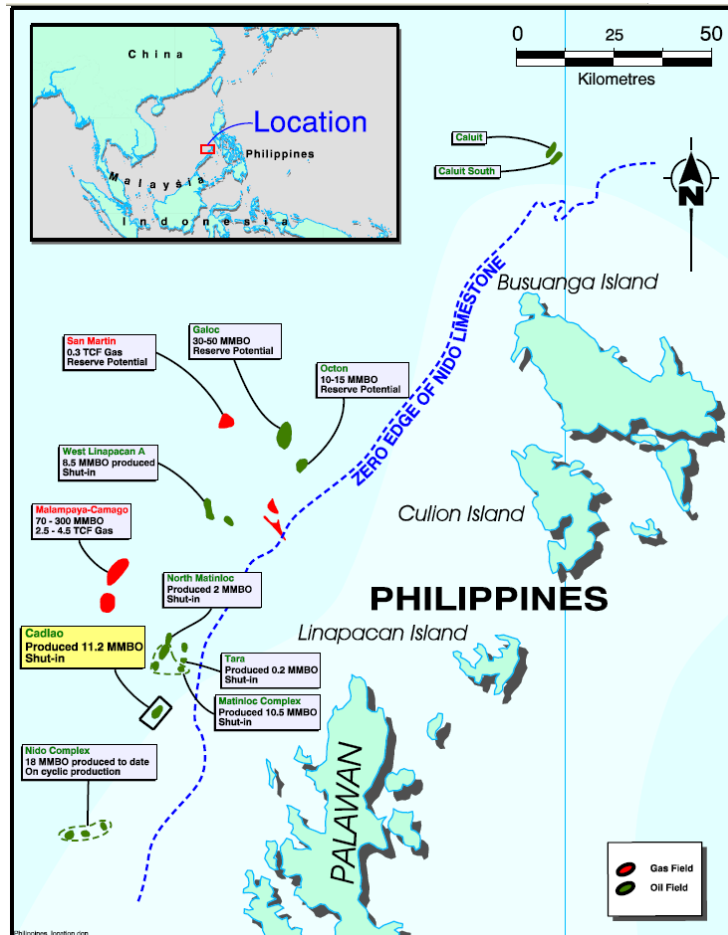 China
Location
Philippines
Malaysia
Indonesia
0 25 50
Kilometres
Caluit
Caluit South
N
Busuanga Island
ZERO EDGE OF NIDO LIMESTONE
San Martin
0.3 TCF Gas
Reserve Potential
Galoc
30-50 MMBO
Reserve Potential
Octon
10-15 MMBO
Reserve Potential
West Linapacan A
8.5 MMBO produced
Shut-in
Culion Island
Malampaya-Camago
70 - 300 MMBO
2.5 - 4.5 TCF Gas
North Matinloc
Produced 2 MMBO
Shut-in
PHILIPPINES
Linapacan Island
Cadlao
Produced 11.2 MMBO
Shut-in
Tara
Produced 0.2 MMBO
Shut-in
Matinloc Complex
Produced 10.5 MMBO
Shut-in
Nido Complex
18 MMBO produced to date
On cyclic production
PALAWAN
Gas Field
Oil Field